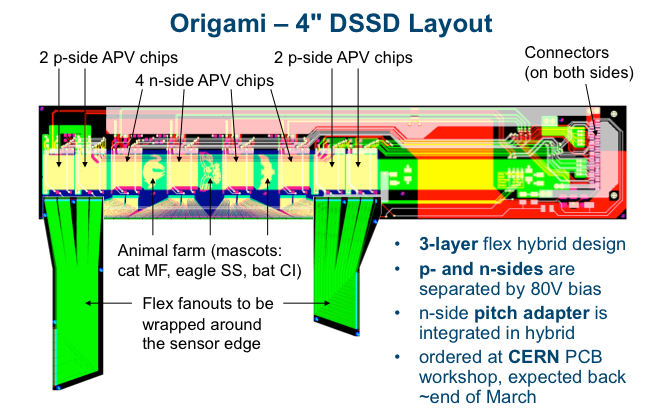 Origami – 4" DSSD Layout
2 p-side APV chips
2 p-side APV chips
Connectors
(on both sides)
4 n-side APV chips
Animal farm (mascots:
cat MF, eagle SS, bat CI)
Flex fanouts to be
wrapped around
the sensor edge
• 3-layer flex hybrid design
• p- and n-sides are
separated by 80V bias
• n-side pitch adapter is
integrated in hybrid
• ordered at CERN PCB
workshop, expected back
~end of March